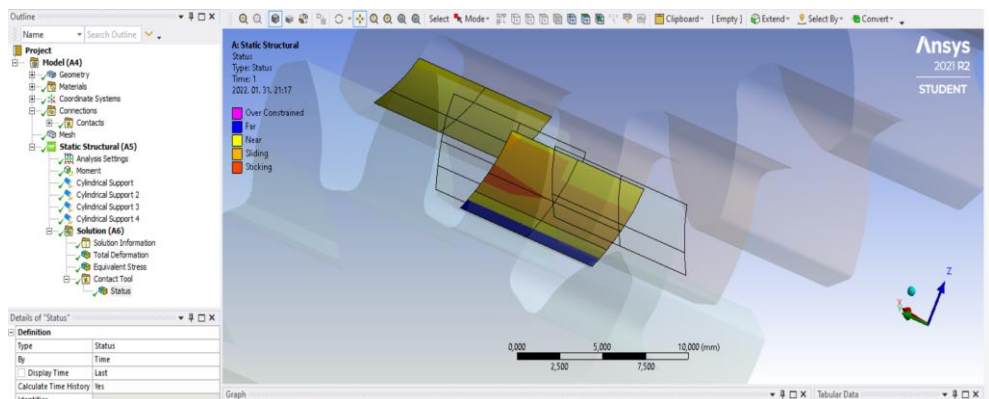 Outline
Name Search Outline
Project
Model (A4)
Geometry
Materials
Coordinate Systems
Connections
Contacts
Mesh
Static Structural (A5)
Analysis Settings
Moment
Cylindrical Support
Cylindrical Support 2
Cylindrical Support 3
Cylindrical Support 4
Solution (A6)
Solution Information
Total Deformation
Equivalent Stress
Contact Tool
Status
Details of "Status"
Definition
Type Status
By Time
Display Time Last
Calculate Time History Yes
Identifier
Select Mode Clipboard [ Empty ] Extend Select By Convert
A: Static Structural
Status
Type: Status
Time: 1
2022. 01. 31. 21:17
Over Constrained
Far
Near
Sliding
Sticking
Ansys
2021 R2
STUDENT
Z
X
0,000 5,000 10,000 (mm)
2,500 7,500
Graph
Tabular Data